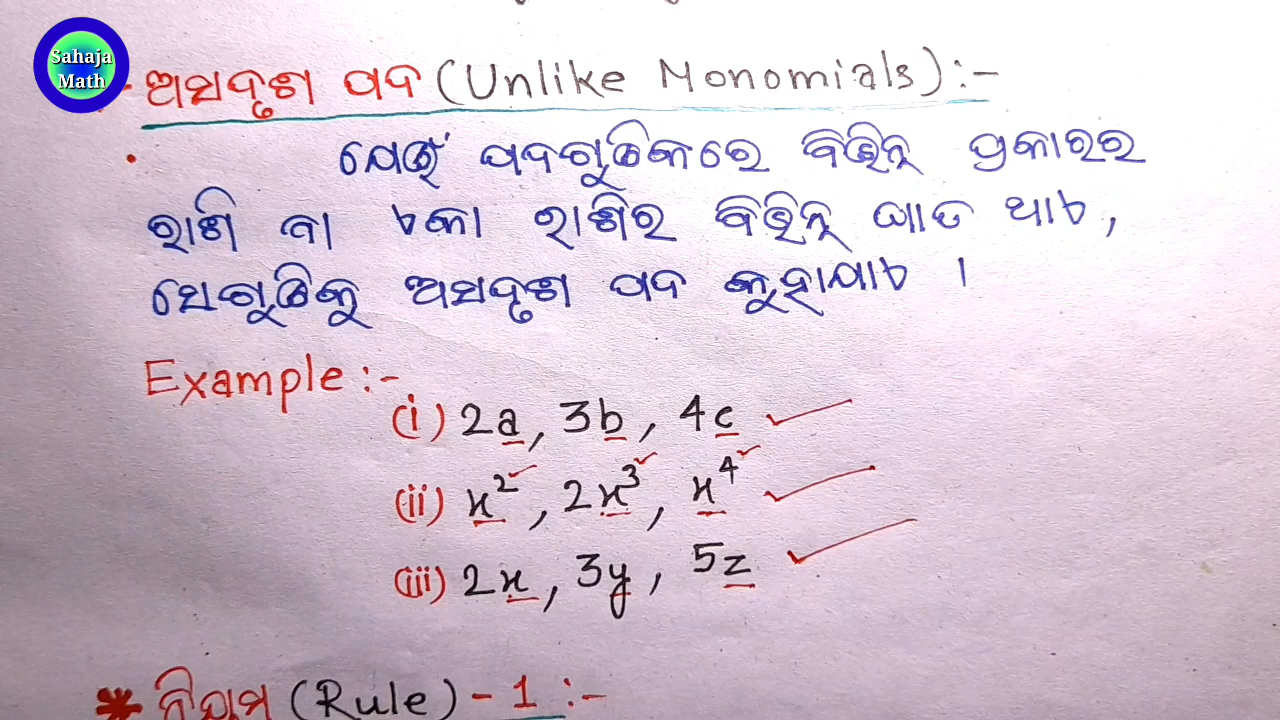 Sahaja
Math
ଅସଦୃଶ ପଦ (Unlike Monomials) :-
ଯେଉଁ ପଦଗୁଡିକରେ ବିଭିନ୍ନ ପ୍ରକାରର
ରାଶି ବା ଏକା ରାଶିର ବିଭିନ୍ନ ଘାତ ଥାଏ,
ସେଗୁଡିକୁ ଅସଦୃଶ ପଦ କୁହାଯାଏ ।
Example :-
(i) 2a, 3b, 4c
(ii) x², 2x³, x⁴
(iii) 2x, 3y, 5z
* ନିୟମ (Rule) - 1 :-